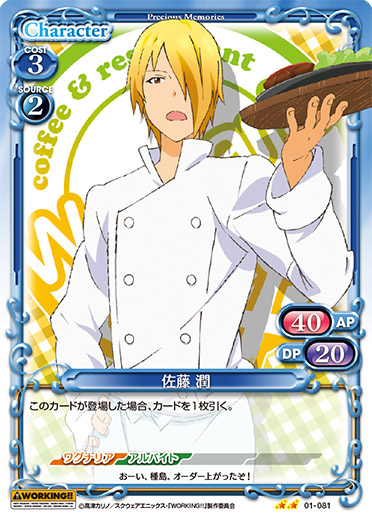 Precious Memories
Character
COST
3
SOURCE
2
coffee & res
nt
40 AP
DP 20
佐藤 潤
このカードが登場した場合、カードを1枚引く。
ワグナリア アルバイト
おーい、種島。オーダー上がったぞ!
WORKING!!
©高津カリノ/スクウェアエニックス・「WORKING!!」製作委員会
01-081